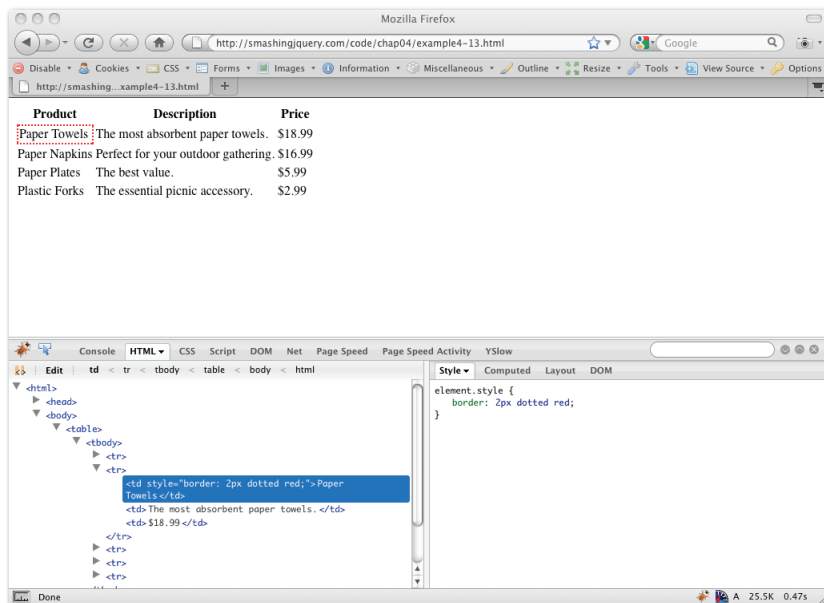 Mozilla Firefox
http://smashingjquery.com/code/chap04/example4-13.html
Google
Disable Cookies CSS Forms Images Information Miscellaneous Outline Resize Tools View Source Options
http://smashing...xample4-13.html +
Product Description Price
Paper Towels The most absorbent paper towels. $18.99
Paper Napkins Perfect for your outdoor gathering. $16.99
Paper Plates The best value. $5.99
Plastic Forks The essential picnic accessory. $2.99
Console HTML CSS Script DOM Net Page Speed Page Speed Activity YSlow
Edit td < tr < tbody < table < body < html
Style Computed Layout DOM
<html>
<head>
<body>
<table>
<tbody>
<tr>
<tr>
<td style="border: 2px dotted red;">Paper
Towels</td>
<td>The most absorbent paper towels.</td>
<td>$18.99</td>
</tr>
<tr>
<tr>
<tr>
element.style {
border: 2px dotted red;
}
Done
A 25.5K 0.47s